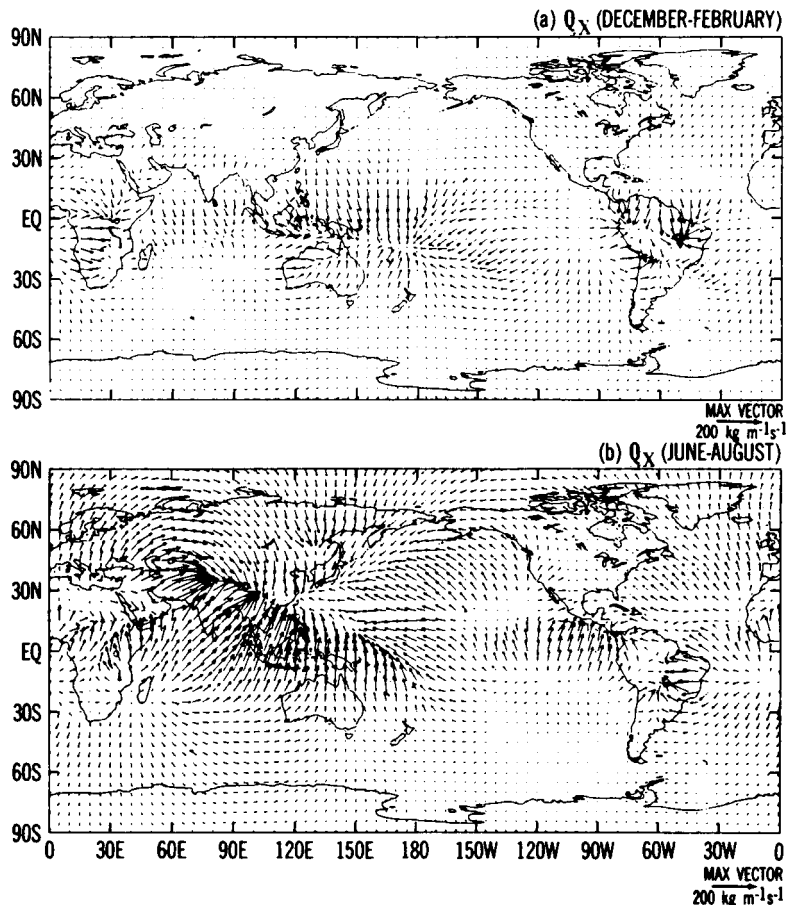 (a) Qχ (DECEMBER-FEBRUARY)
90N
60N
30N
EQ
30S
60S
90S
MAX VECTOR
200 kg m⁻¹s⁻¹
(b) Qχ (JUNE-AUGUST)
90N
60N
30N
EQ
30S
60S
90S
0 30E 60E 90E 120E 150E 180 150W 120W 90W 60W 30W 0
MAX VECTOR
200 kg m⁻¹s⁻¹